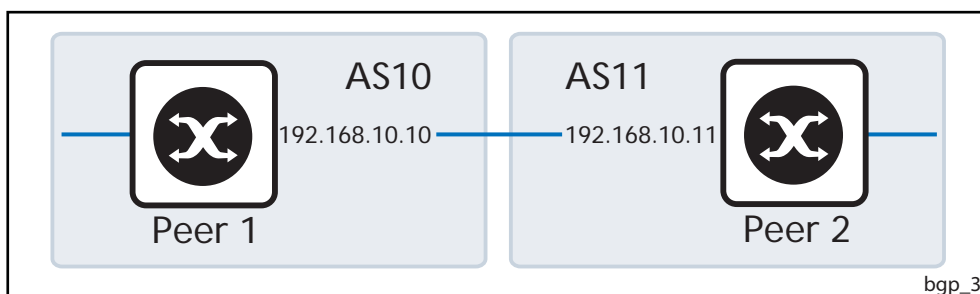 AS10
AS11
192.168.10.10
192.168.10.11
Peer 1
Peer 2
bgp_3